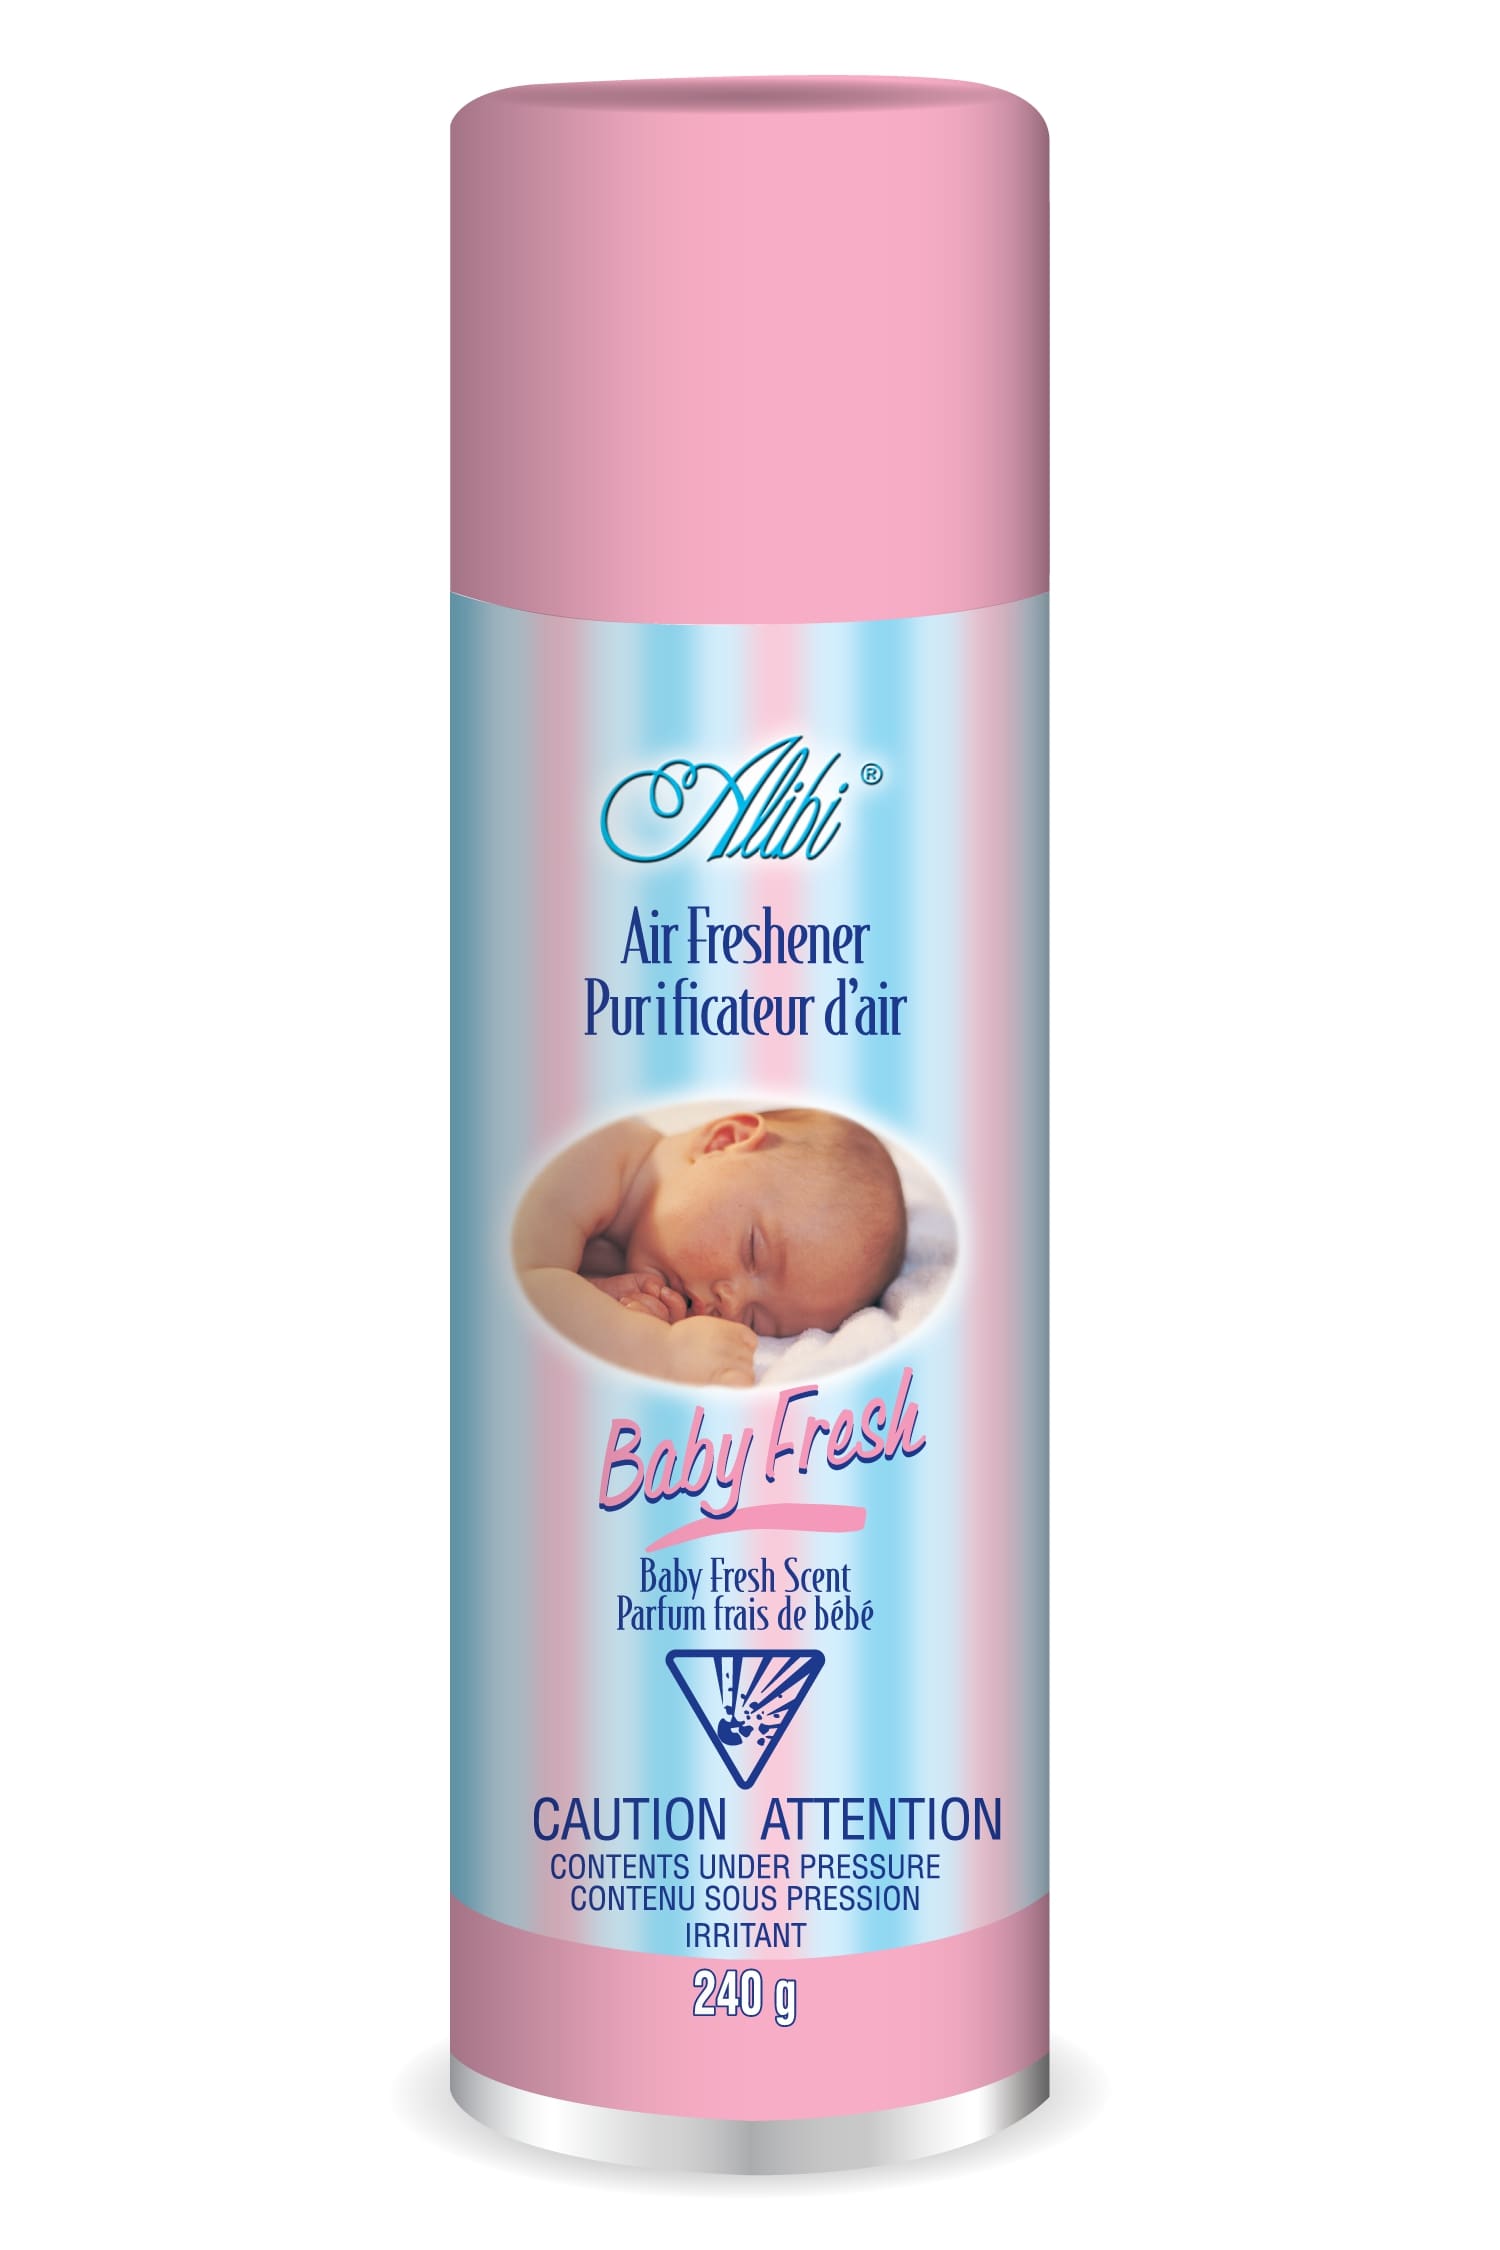 Alibi ®
Air Freshener
Purificateur d'air
Baby Fresh
Baby Fresh Scent
Parfum frais de bébé
CAUTION ATTENTION
CONTENTS UNDER PRESSURE
CONTENU SOUS PRESSION
IRRITANT
240 g